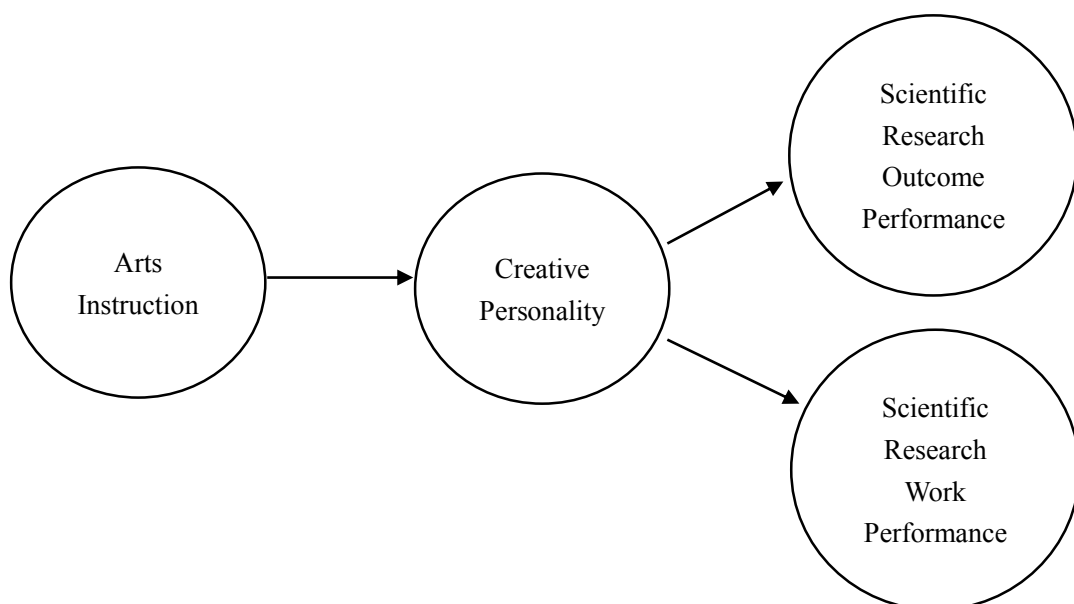 Arts
Instruction
Creative
Personality
Scientific
Research
Outcome
Performance
Scientific
Research
Work
Performance